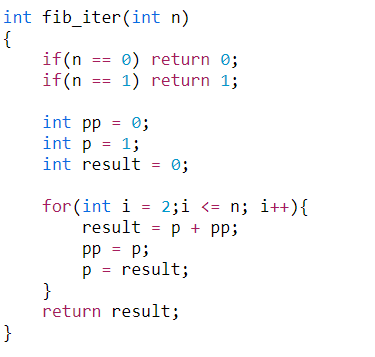 int fib_iter(int n)
{
    if(n == 0) return 0;
    if(n == 1) return 1;

    int pp = 0;
    int p = 1;
    int result = 0;

    for(int i = 2;i <= n; i++){
        result = p + pp;
        pp = p;
        p = result;
    }
    return result;
}